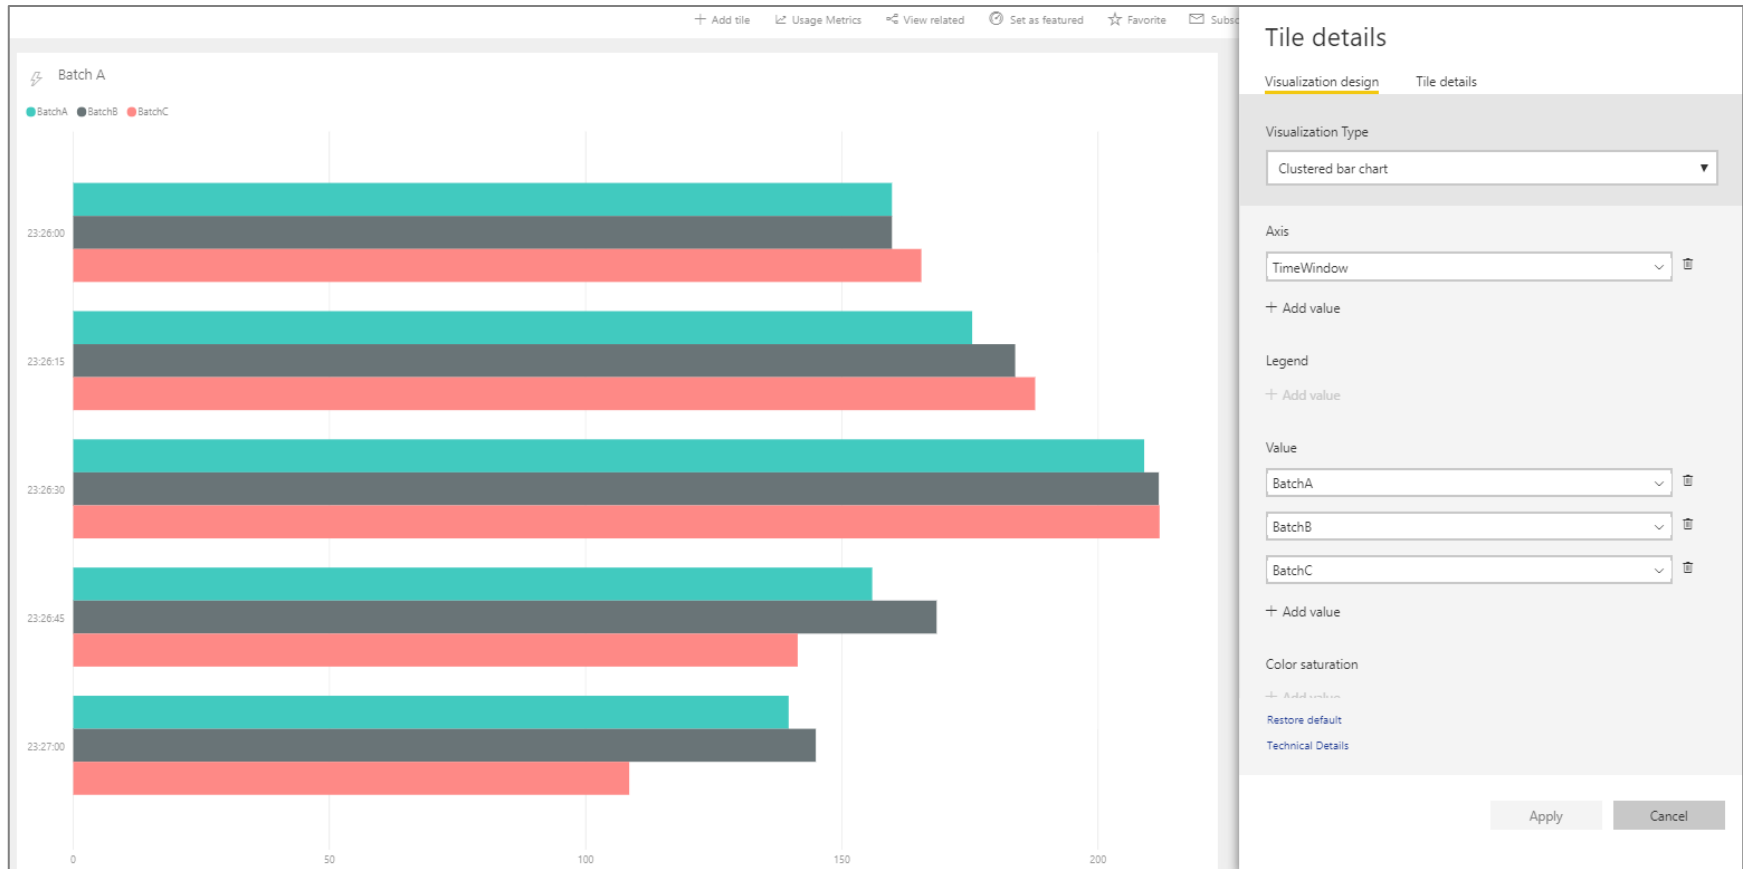 Add tile Usage Metrics View related Set as featured Favorite Subsc
Batch A
BatchA BatchB BatchC
23:26:00
23:26:15
23:26:30
23:26:45
23:27:00
0 50 100 150 200
Tile details
Visualization design Tile details
Visualization Type
Clustered bar chart
Axis
TimeWindow
+ Add value
Legend
+ Add value
Value
BatchA
BatchB
BatchC
+ Add value
Color saturation
+ Add value
Restore default
Technical Details
Apply Cancel